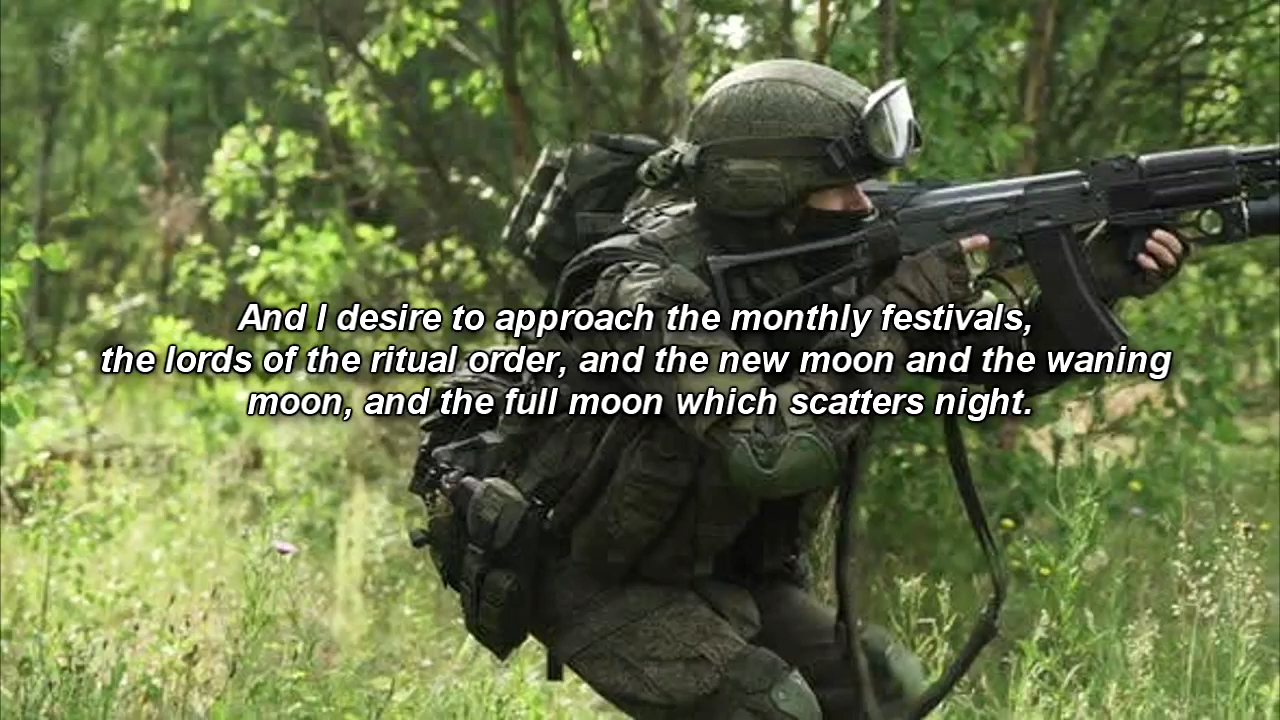 And I desire to approach the monthly festivals,
the lords of the ritual order, and the new moon and the waning
moon, and the full moon which scatters night.